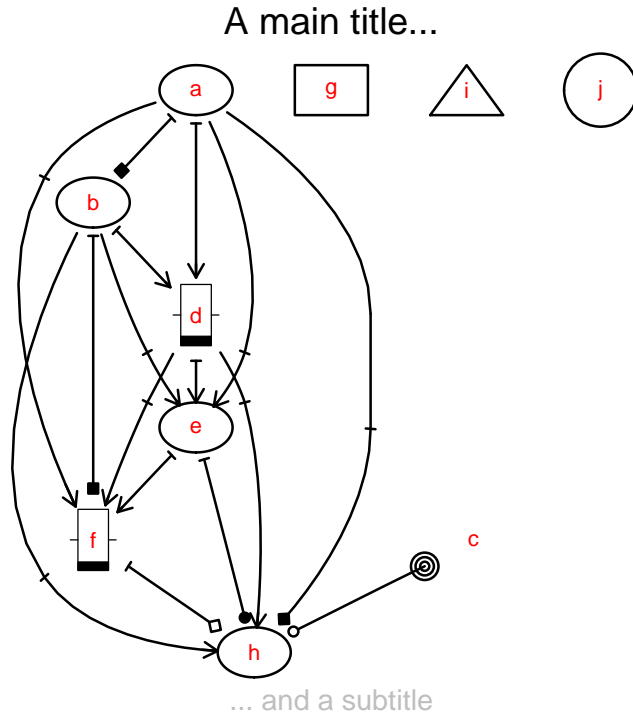 A main title...
a g i j
b
d
e
f c
h
... and a subtitle